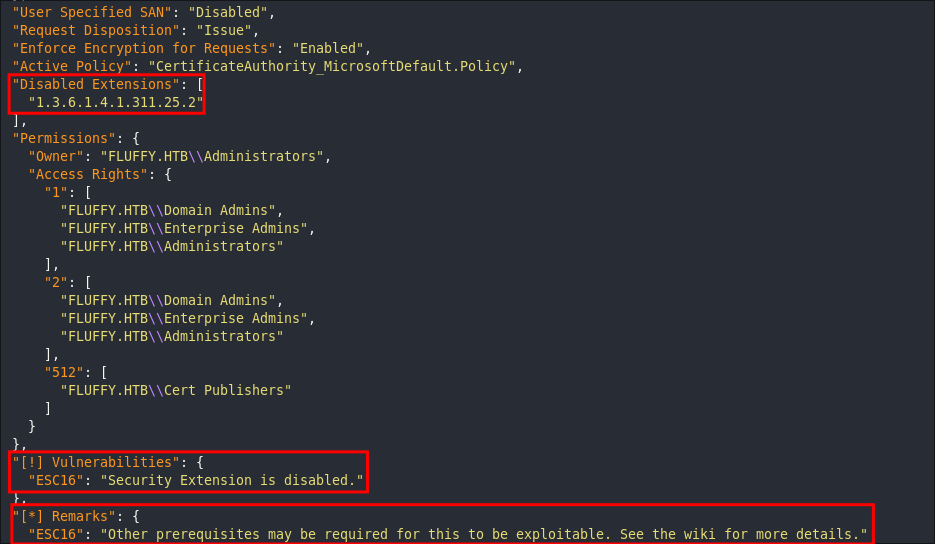 "User Specified SAN": "Disabled",
"Request Disposition": "Issue",
"Enforce Encryption for Requests": "Enabled",
"Active Policy": "CertificateAuthority_MicrosoftDefault.Policy",
"Disabled Extensions": [
"1.3.6.1.4.1.311.25.2"
],
"Permissions": {
"Owner": "FLUFFY.HTB\\Administrators",
"Access Rights": {
"1": [
"FLUFFY.HTB\\Domain Admins",
"FLUFFY.HTB\\Enterprise Admins",
"FLUFFY.HTB\\Administrators"
],
"2": [
"FLUFFY.HTB\\Domain Admins",
"FLUFFY.HTB\\Enterprise Admins",
"FLUFFY.HTB\\Administrators"
],
"512": [
"FLUFFY.HTB\\Cert Publishers"
]
}
},
"[!] Vulnerabilities": {
"ESC16": "Security Extension is disabled."
},
"[*] Remarks": {
"ESC16": "Other prerequisites may be required for this to be exploitable. See the wiki for more details."